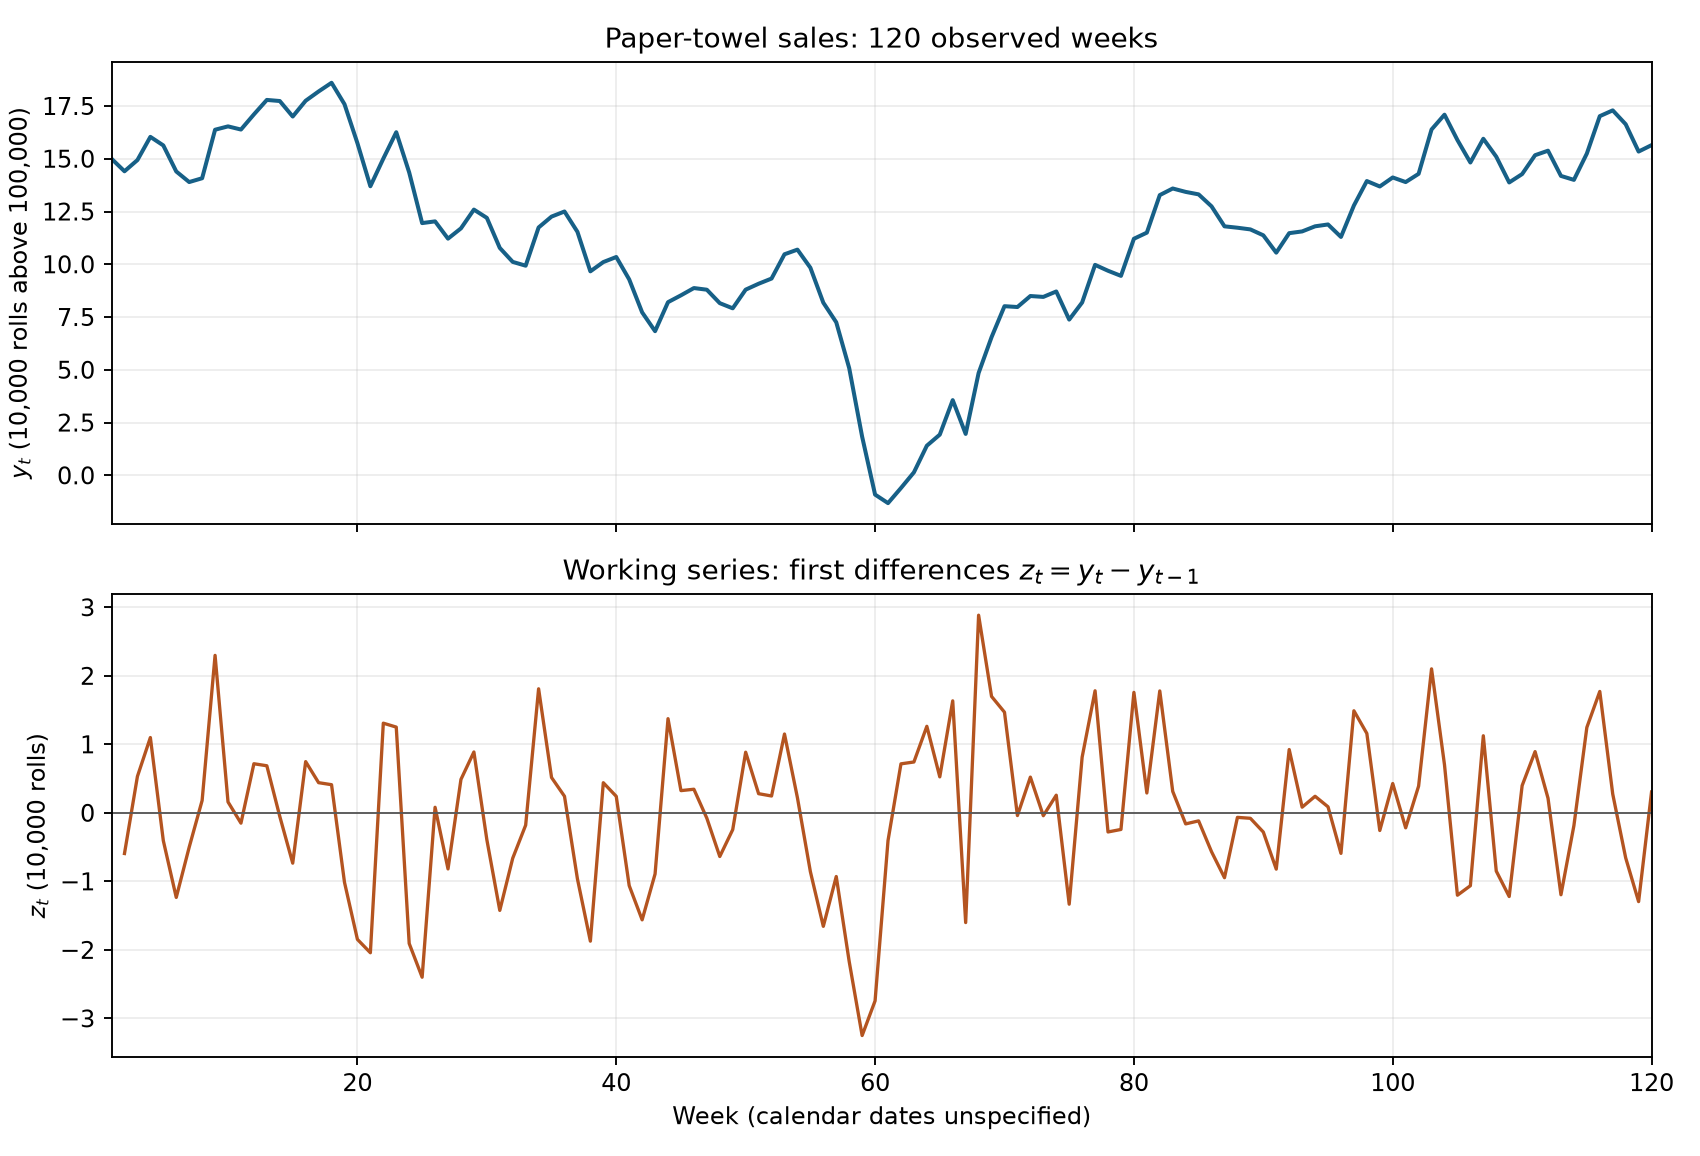 Paper-towel sales: 120 observed weeks
y_t (10,000 rolls above 100,000)
17.5
15.0
12.5
10.0
7.5
5.0
2.5
0.0
Working series: first differences z_t = y_t − y_{t−1}
z_t (10,000 rolls)
3
2
1
0
−1
−2
−3
20 40 60 80 100 120
Week (calendar dates unspecified)